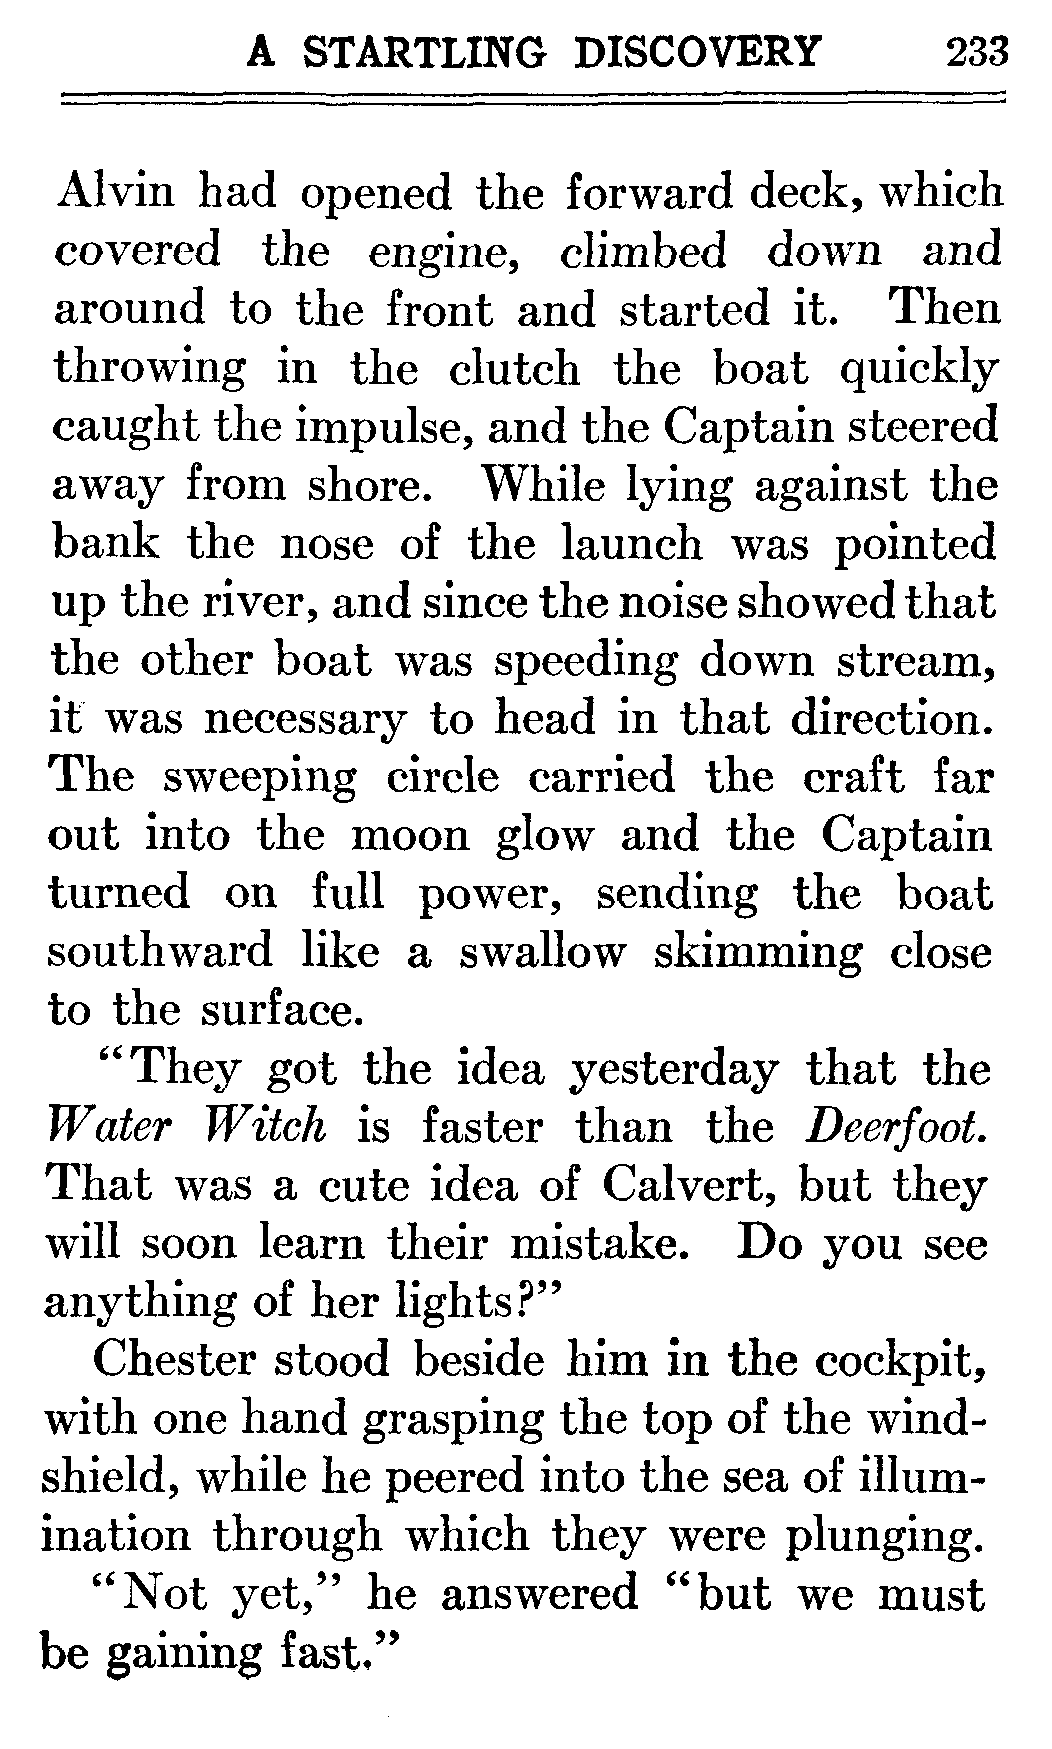 A STARTLING DISCOVERY 233
Alvin had opened the forward deck, which
covered the engine, climbed down and
around to the front and started it. Then
throwing in the clutch the boat quickly
caught the impulse, and the Captain steered
away from shore. While lying against the
bank the nose of the launch was pointed
up the river, and since the noise showed that
the other boat was speeding down stream,
it was necessary to head in that direction.
The sweeping circle carried the craft far
out into the moon glow and the Captain
turned on full power, sending the boat
southward like a swallow skimming close
to the surface.
“They got the idea yesterday that the
Water Witch is faster than the Deerfoot.
That was a cute idea of Calvert, but they
will soon learn their mistake. Do you see
anything of her lights?”
Chester stood beside him in the cockpit,
with one hand grasping the top of the wind-
shield, while he peered into the sea of illum-
ination through which they were plunging.
“Not yet,” he answered “but we must
be gaining fast.”